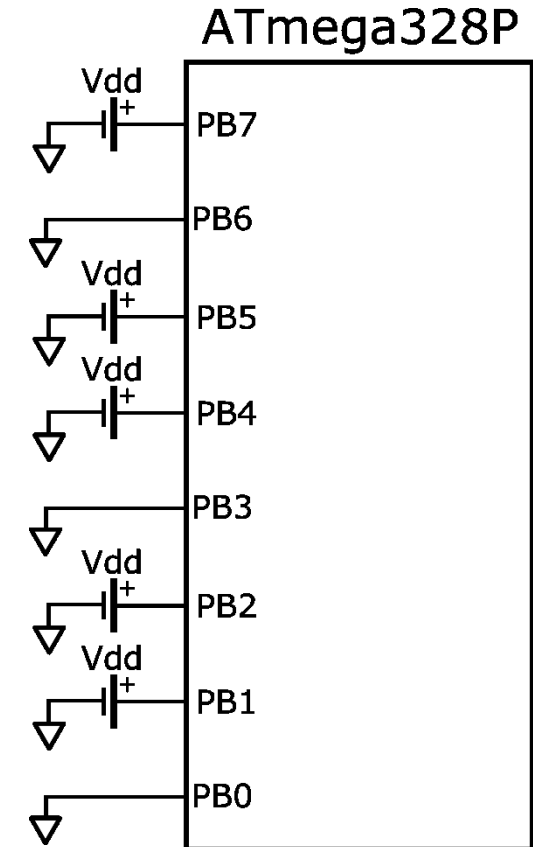 ATmega328P
Vdd
+
PB7
PB6
Vdd
+
PB5
Vdd
+
PB4
PB3
Vdd
+
PB2
Vdd
+
PB1
PB0